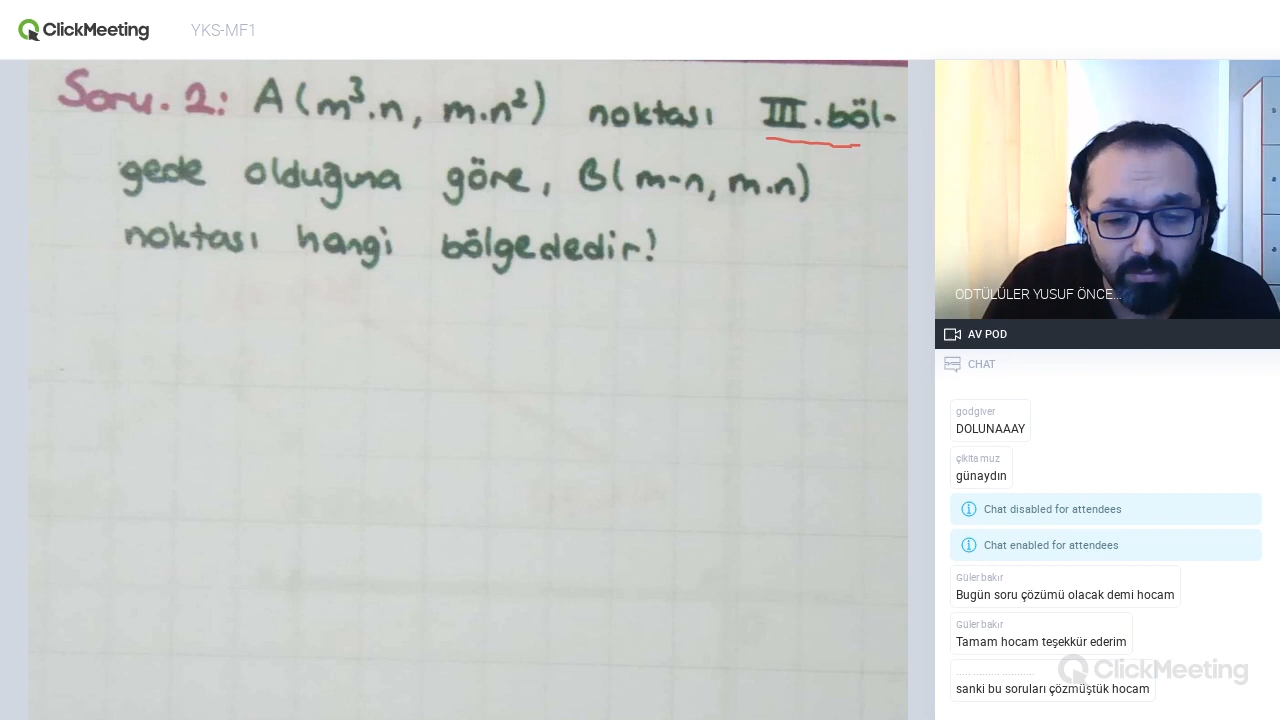 ClickMeeting
YKS-MF1
Soru.2: A(m³.n, m.n²) noktası III.böl-
gede olduğuna göre, B(m-n, m.n)
noktası hangi bölgededir!
ODTÜLÜLER YUSUF ÖNCE...
AV POD
CHAT
godgiver
DOLUNAAAY
çikita muz
günaydın
Chat disabled for attendees
Chat enabled for attendees
Güler bakır
Bugün soru çözümü olacak demi hocam
Güler bakır
Tamam hocam teşekkür ederim
..... ......... ...........
sanki bu soruları çözmüştük hocam
ClickMeeting